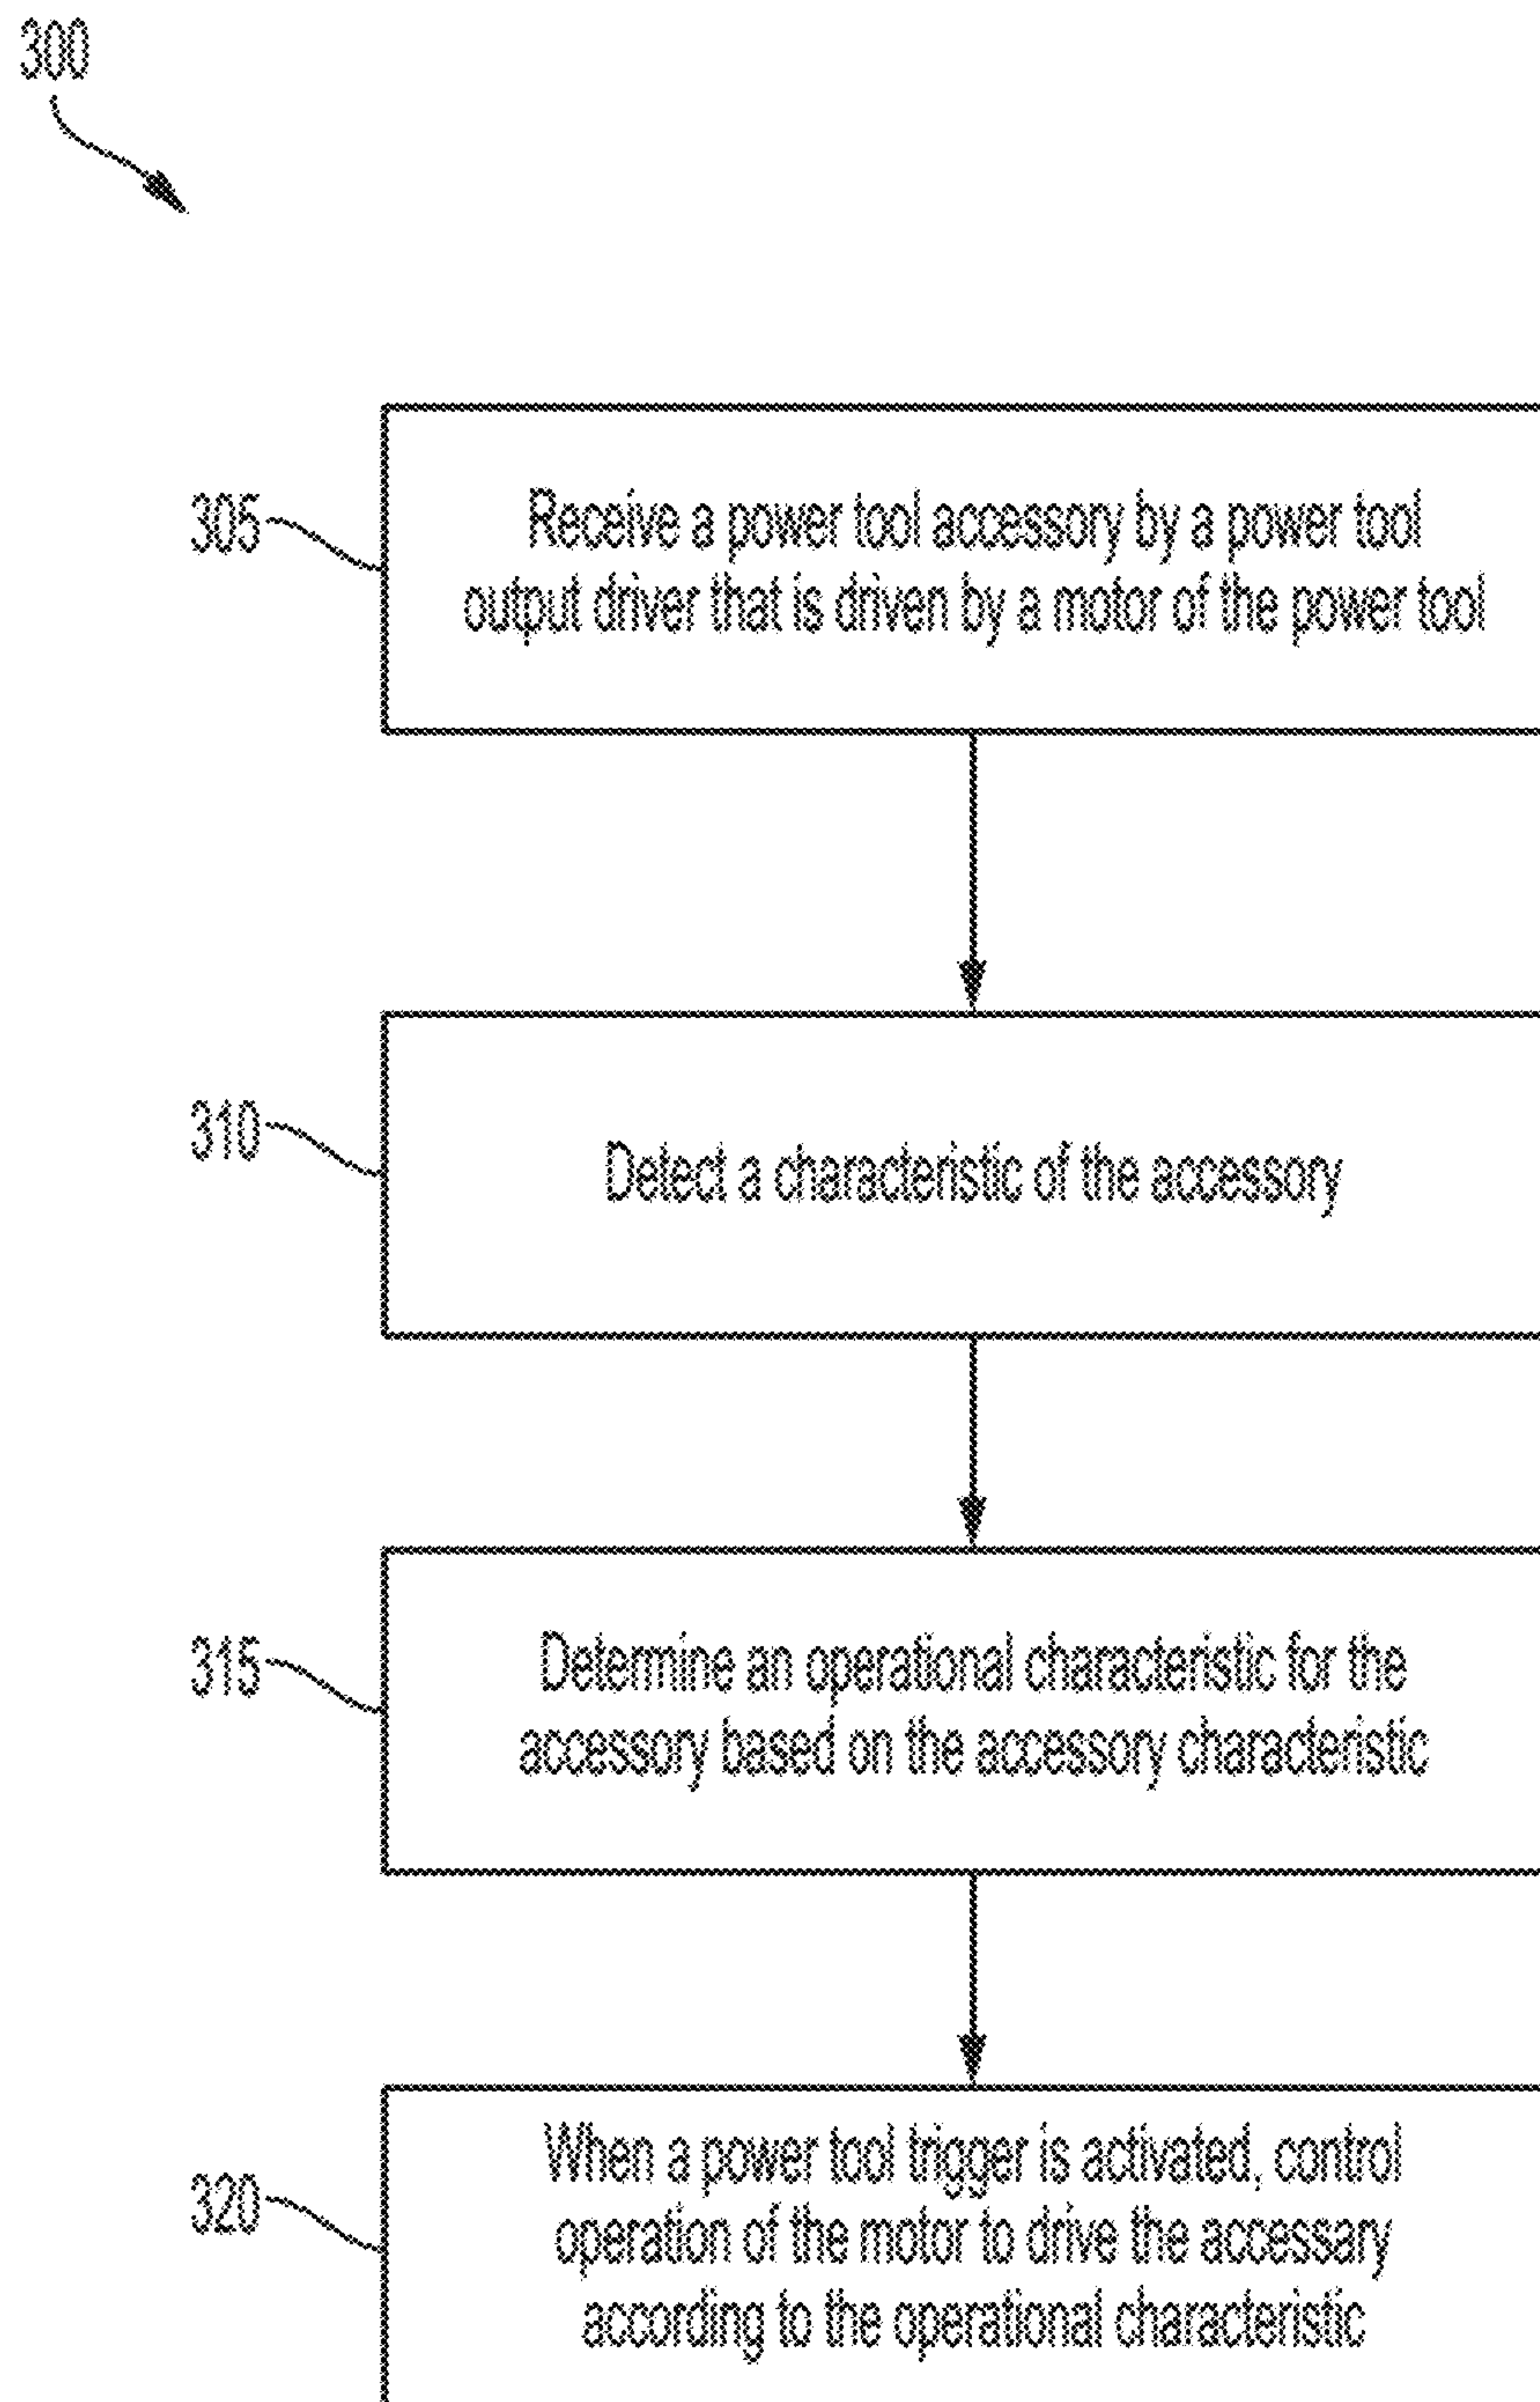 300
305
Receive a power tool accessory by a power tool
output driver that is driven by a motor of the power tool
310
Detect a characteristic of the accessory
315
Determine an operational characteristic for the
accessory based on the accessory characteristic
320
When a power tool trigger is activated, control
operation of the motor to drive the accessary
according to the operational characteristic